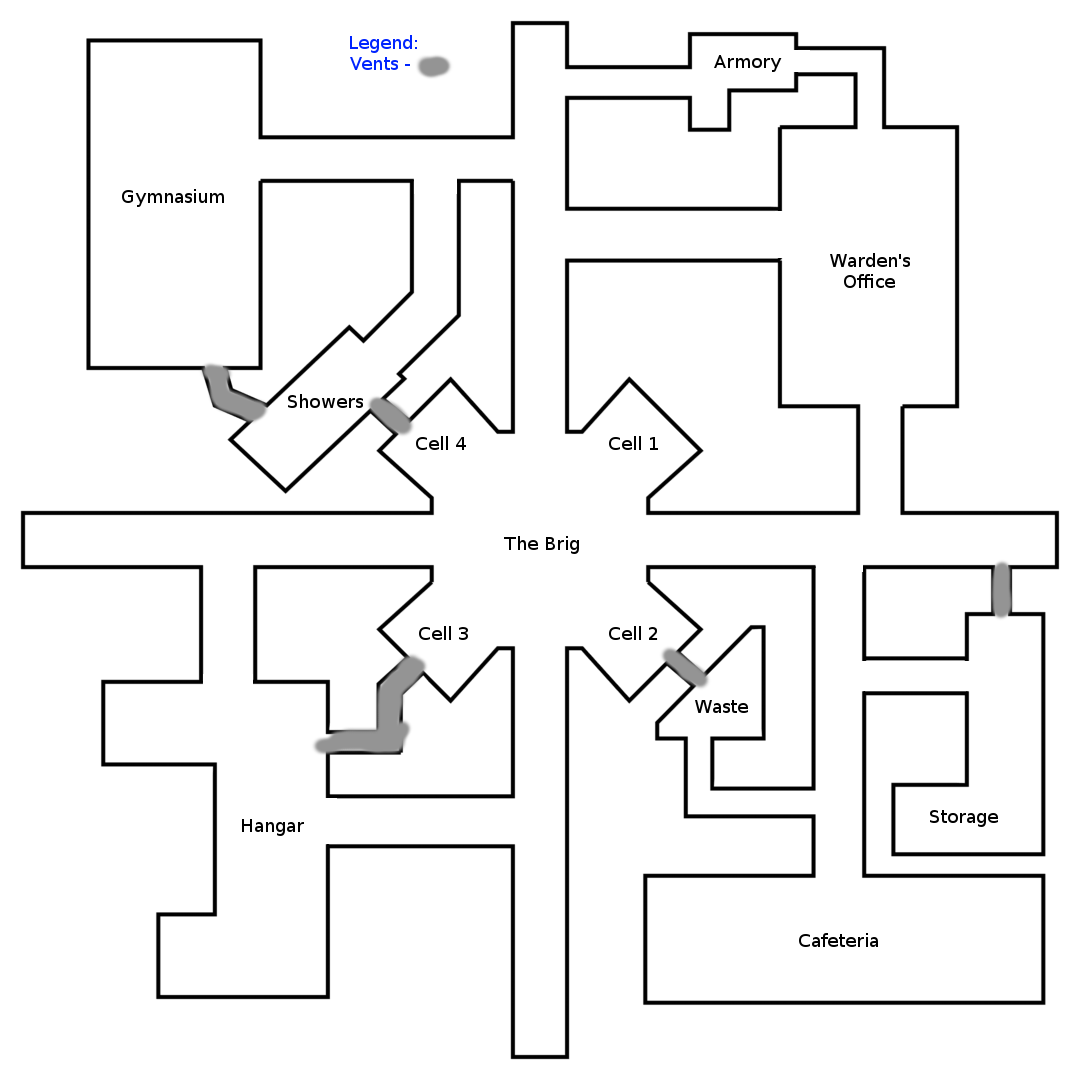 Legend:
Vents -
Armory
Gymnasium
Warden's
Office
Showers
Cell 4
Cell 1
The Brig
Cell 3
Cell 2
Waste
Hangar
Storage
Cafeteria